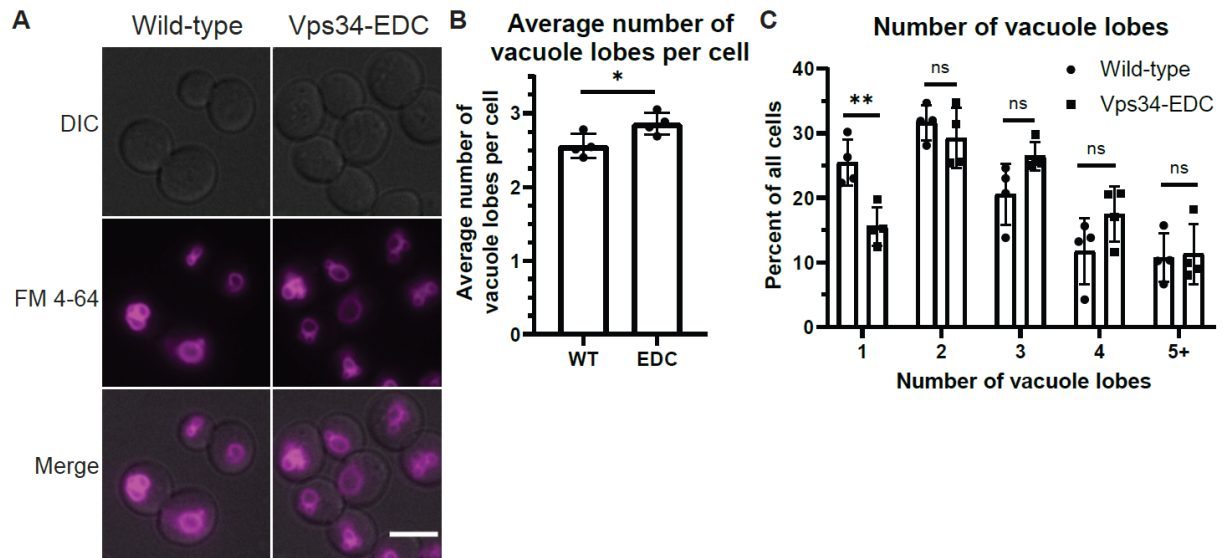 A
Wild-type
Vps34-EDC
DIC
FM 4-64
Merge
B
Average number of
vacuole lobes per cell
*
Average number of
vacuole lobes per cell
3
2
1
0
WT
EDC
C
Number of vacuole lobes
Wild-type
Vps34-EDC
**
ns
ns
ns
ns
Percent of all cells
40
30
20
10
0
1
2
3
4
5+
Number of vacuole lobes